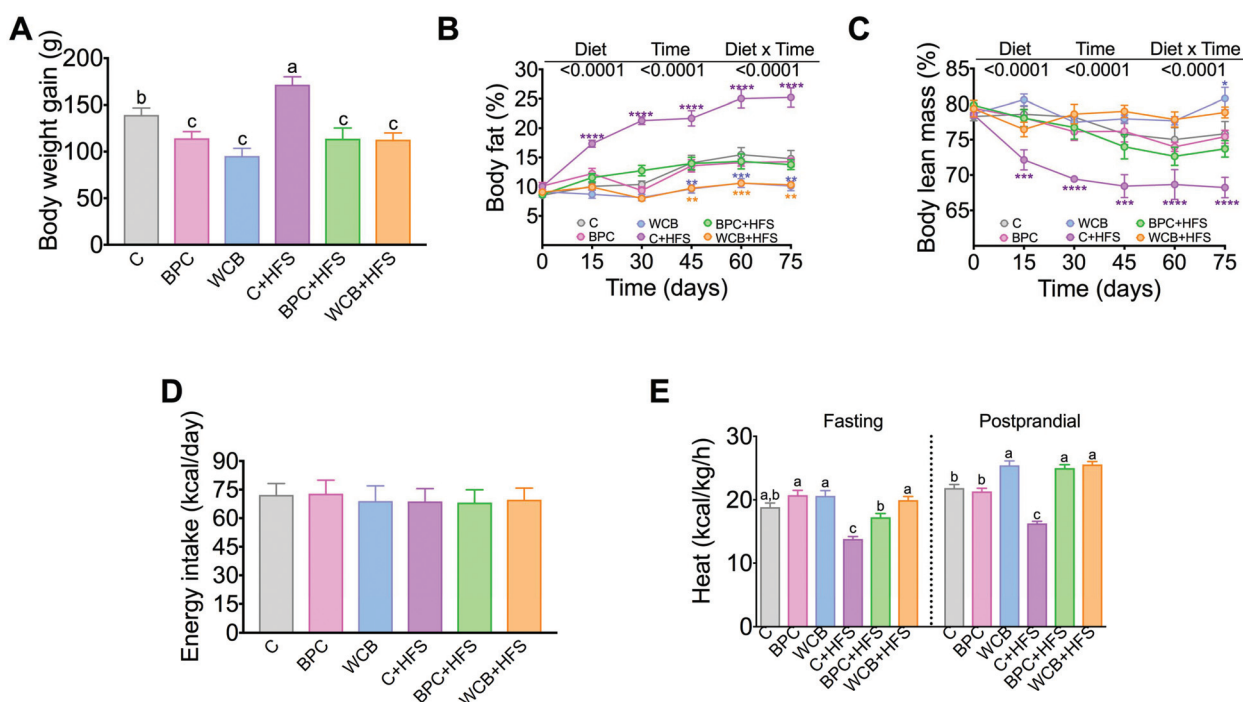 A
Body weight gain (g)
200
150
100
50
0
b
c
c
a
c
c
C
BPC
WCB
C+HFS
BPC+HFS
WCB+HFS
B
Diet Time Diet x Time
<0.0001 <0.0001 <0.0001
Body fat (%)
30
25
20
15
10
5
****
****
****
****
****
** *** **
** *** **
C WCB BPC+HFS
BPC C+HFS WCB+HFS
0 15 30 45 60 75
Time (days)
C
Diet Time Diet x Time
<0.0001 <0.0001 <0.0001
Body lean mass (%)
85
80
75
70
65
*
*** **** *** **** ****
C WCB BPC+HFS
BPC C+HFS WCB+HFS
0 15 30 45 60 75
Time (days)
D
Energy intake (kcal/day)
90
75
60
45
30
15
0
C
BPC
WCB
C+HFS
BPC+HFS
WCB+HFS
E
Fasting Postprandial
Heat (kcal/kg/h)
30
20
10
0
a,b a a c b a
b b a c a a
C
BPC
WCB
C+HFS
BPC+HFS
WCB+HFS
C
BPC
WCB
C+HFS
BPC+HFS
WCB+HFS